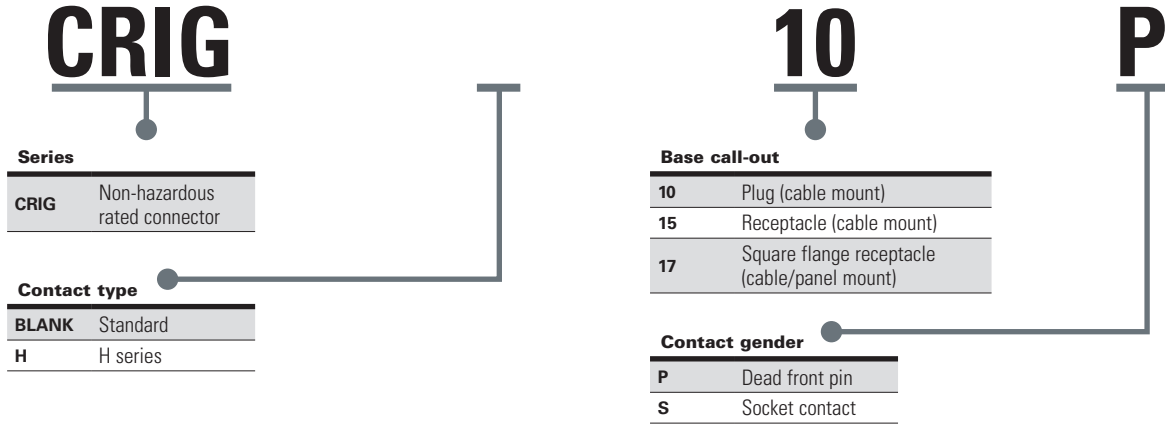 CRIG 10 P
Series
CRIG Non-hazardous
rated connector
Contact type
BLANK Standard
H H series
Base call-out
10 Plug (cable mount)
15 Receptacle (cable mount)
17 Square flange receptacle
(cable/panel mount)
Contact gender
P Dead front pin
S Socket contact